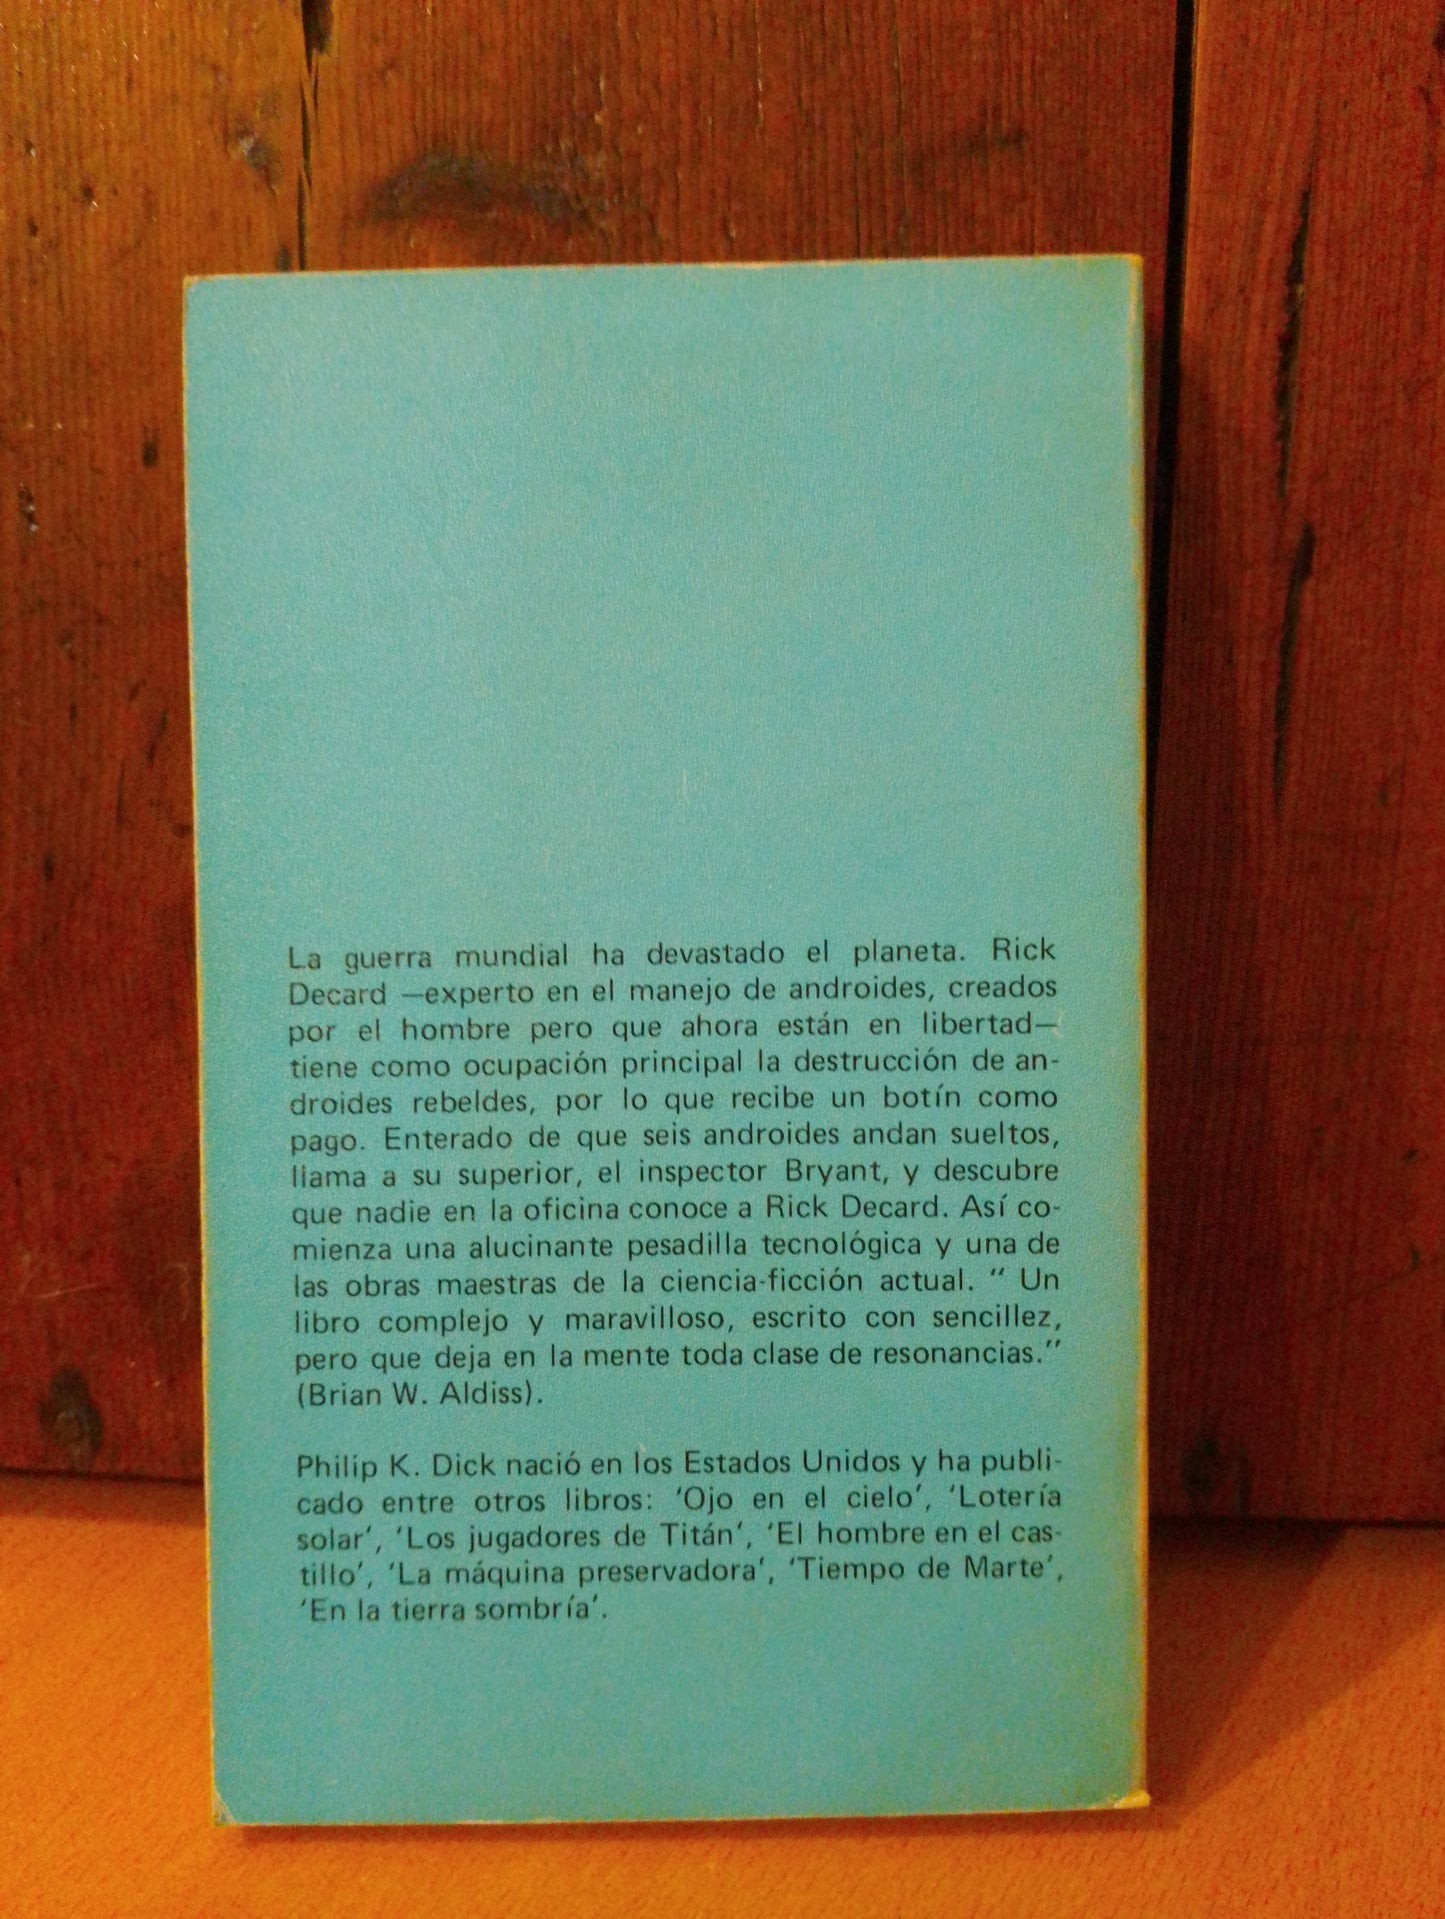 La guerra mundial ha devastado el planeta. Rick
Decard —experto en el manejo de androides, creados
por el hombre pero que ahora están en libertad—
tiene como ocupación principal la destrucción de an-
droides rebeldes, por lo que recibe un botín como
pago. Enterado de que seis androides andan sueltos,
llama a su superior, el inspector Bryant, y descubre
que nadie en la oficina conoce a Rick Decard. Así co-
mienza una alucinante pesadilla tecnológica y una de
las obras maestras de la ciencia-ficción actual. “ Un
libro complejo y maravilloso, escrito con sencillez,
pero que deja en la mente toda clase de resonancias.”
(Brian W. Aldiss).
Philip K. Dick nació en los Estados Unidos y ha publi-
cado entre otros libros: ‘Ojo en el cielo’, ‘Lotería
solar’, ‘Los jugadores de Titán’, ‘El hombre en el cas-
tillo’, ‘La máquina preservadora’, ‘Tiempo de Marte’,
‘En la tierra sombría’.